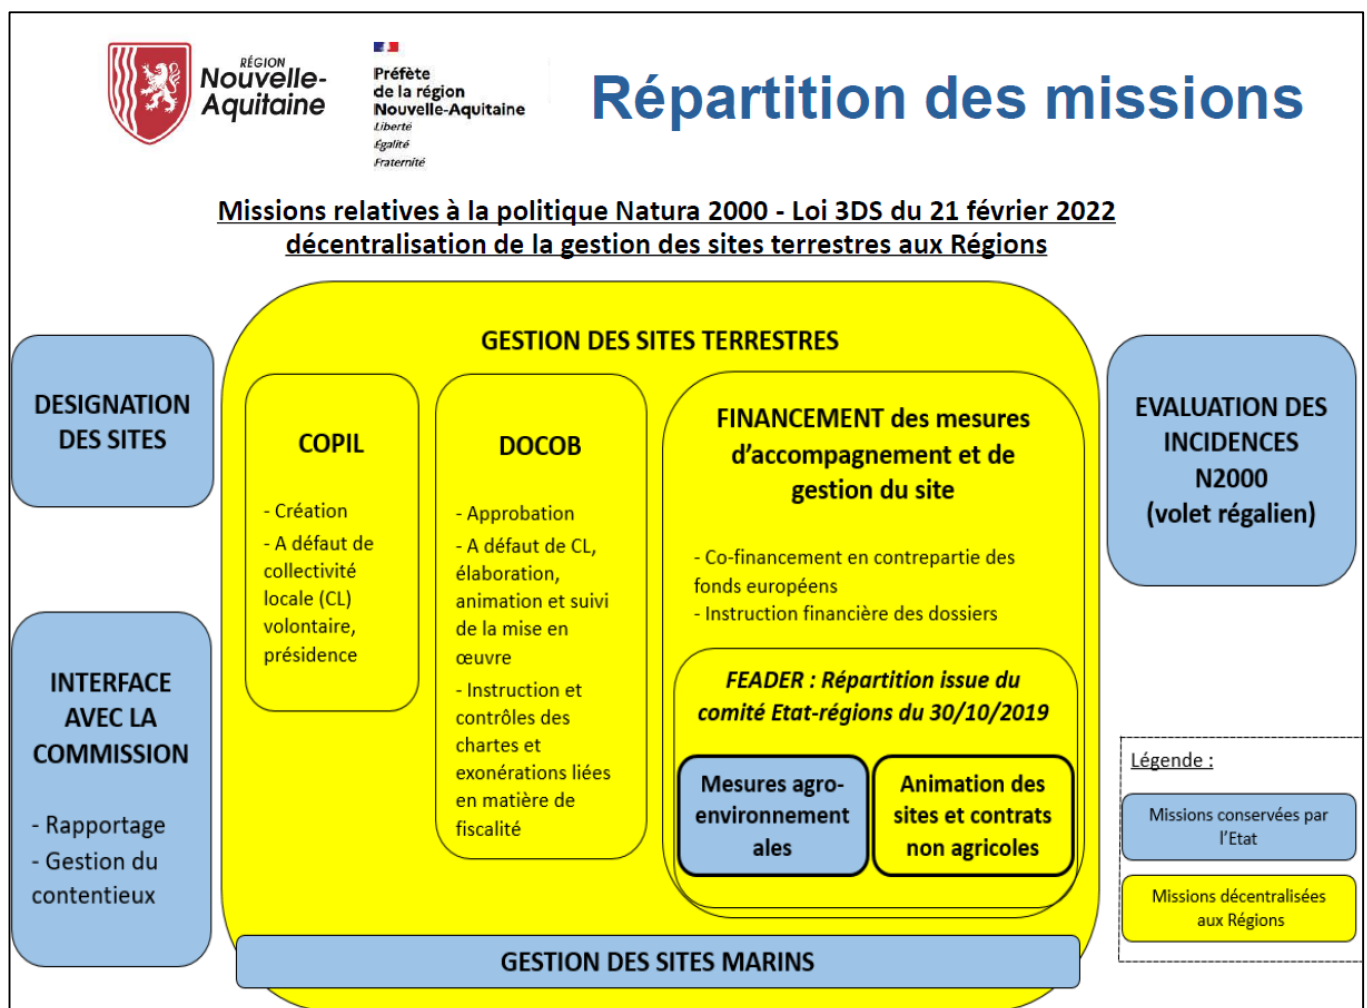 RÉGION
Nouvelle-
Aquitaine
Préfète
de la région
Nouvelle-Aquitaine
Liberté
Égalité
Fraternité
Répartition des missions
Missions relatives à la politique Natura 2000 - Loi 3DS du 21 février 2022
décentralisation de la gestion des sites terrestres aux Régions
DESIGNATION
DES SITES
INTERFACE
AVEC LA
COMMISSION
- Rapportage
- Gestion du
contentieux
GESTION DES SITES TERRESTRES
COPIL
- Création
- A défaut de
collectivité
locale (CL)
volontaire,
présidence
DOCOB
- Approbation
- A défaut de CL,
élaboration,
animation et suivi
de la mise en
œuvre
- Instruction et
contrôles des
chartes et
exonérations liées
en matière de
fiscalité
FINANCEMENT des mesures
d'accompagnement et de
gestion du site
- Co-financement en contrepartie des
fonds européens
- Instruction financière des dossiers
FEADER : Répartition issue du
comité Etat-régions du 30/10/2019
Mesures agro-
environnement
ales
Animation des
sites et contrats
non agricoles
GESTION DES SITES MARINS
EVALUATION DES
INCIDENCES
N2000
(volet régalien)
Légende :
Missions conservées par
l'Etat
Missions décentralisées
aux Régions